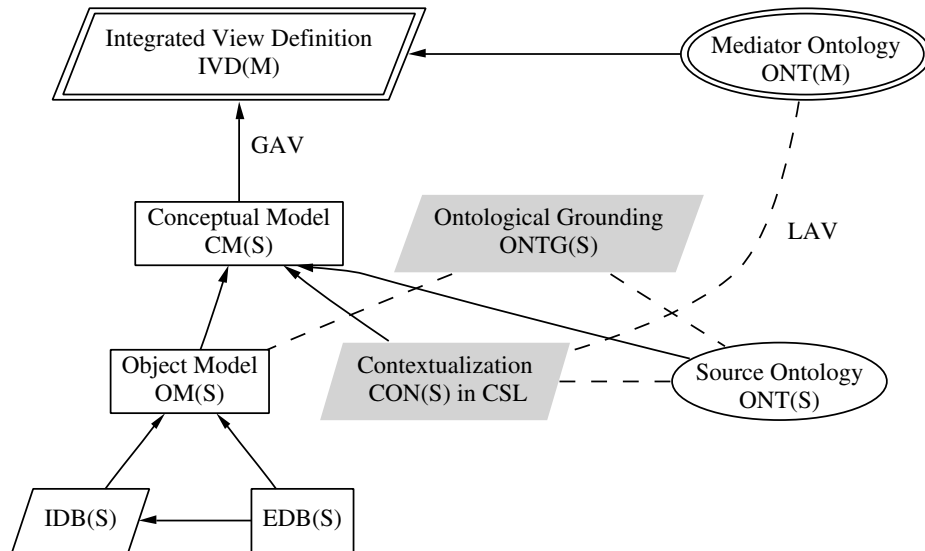 Integrated View Definition
IVD(M)
Mediator Ontology
ONT(M)
GAV
Conceptual Model
CM(S)
Ontological Grounding
ONTG(S)
LAV
Object Model
OM(S)
Contextualization
CON(S) in CSL
Source Ontology
ONT(S)
IDB(S)
EDB(S)